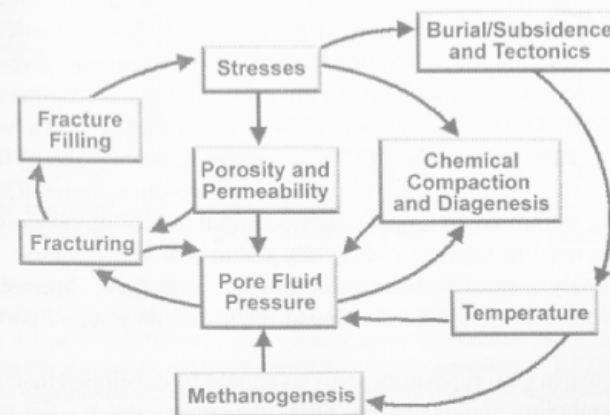 Burial/Subsidence
and Tectonics
Stresses
Fracture
Filling
Porosity and
Permeability
Chemical
Compaction
and Diagenesis
Fracturing
Pore Fluid
Pressure
Temperature
Methanogenesis